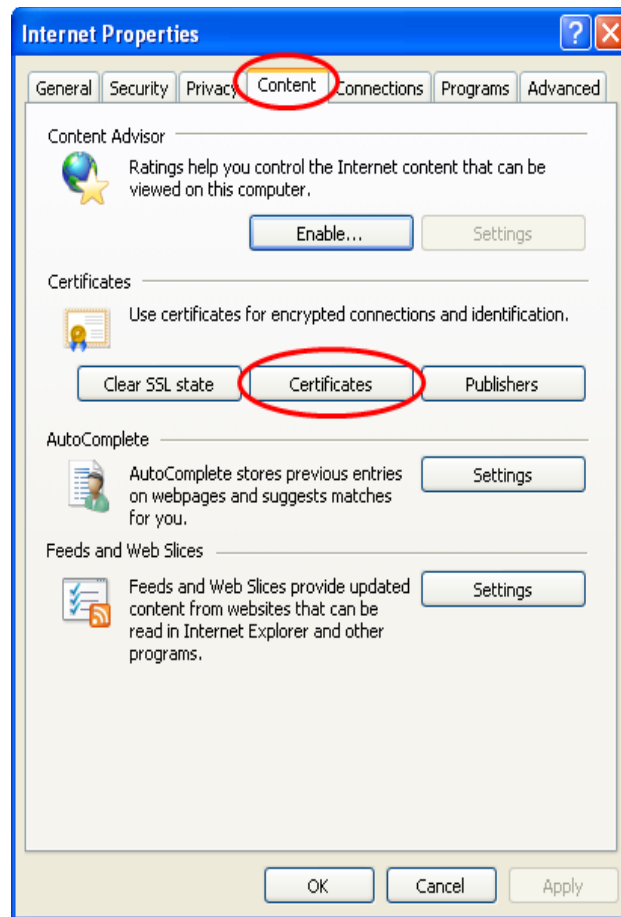 Internet Properties
General Security Privacy Content Connections Programs Advanced
Content Advisor
Ratings help you control the Internet content that can be
viewed on this computer.
Enable... Settings
Certificates
Use certificates for encrypted connections and identification.
Clear SSL state Certificates Publishers
AutoComplete
AutoComplete stores previous entries
on webpages and suggests matches
for you.
Settings
Feeds and Web Slices
Feeds and Web Slices provide updated
content from websites that can be
read in Internet Explorer and other
programs.
Settings
OK Cancel Apply